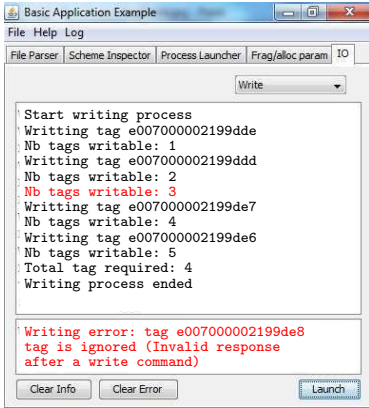 Basic Application Example
File Help Log
File Parser Scheme Inspector Process Launcher Frag/alloc param IO
Write
Start writing process
Writting tag e007000002199dde
Nb tags writable: 1
Writting tag e007000002199ddd
Nb tags writable: 2
Nb tags writable: 3
Writting tag e007000002199de7
Nb tags writable: 4
Writting tag e007000002199de6
Nb tags writable: 5
Total tag required: 4
Writing process ended
Writing error: tag e007000002199de8
tag is ignored (Invalid response
after a write command)
Clear Info Clear Error Launch